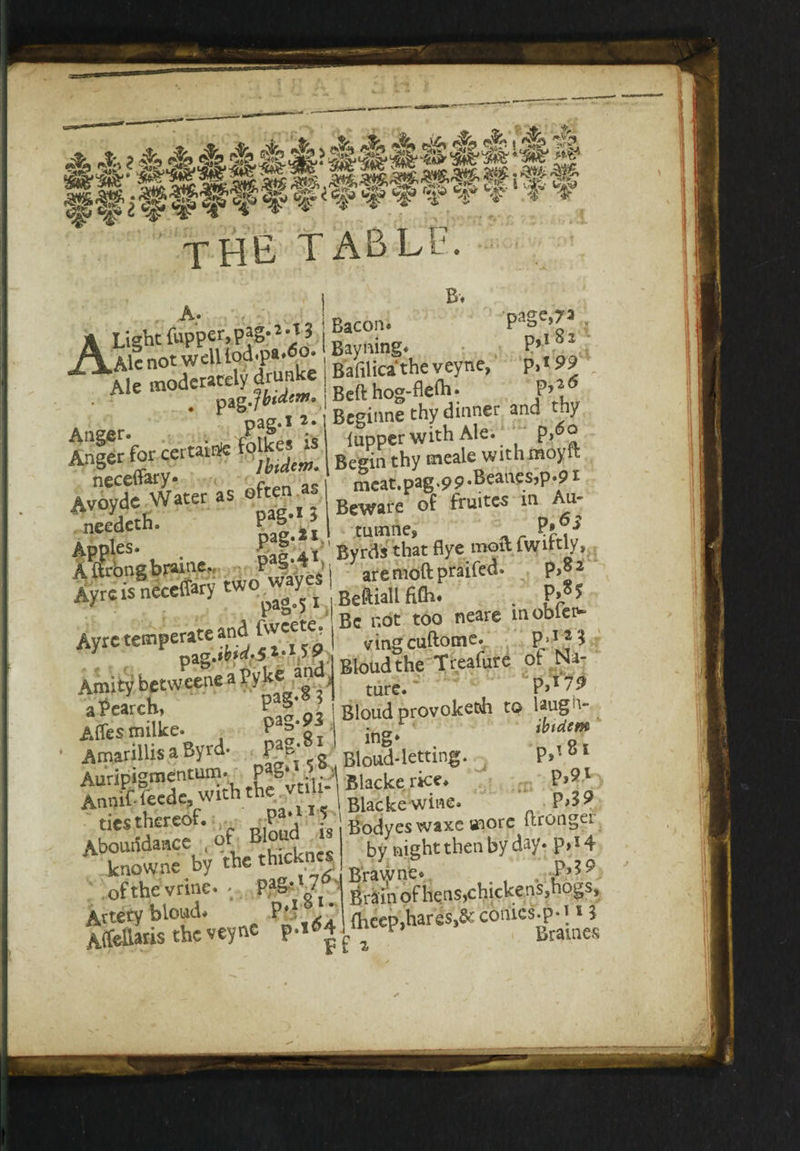 THE TABLE.
A.
A Light ſupper, pag. 2. 13
Ale not well ſod. pa. 60.
Ale moderately drunke
pag. Ibidem.
Anger. pag. 12.
Anger for certaine folkes is
neceſſary. Ibidem.
Avoyde Water as often as
needeth. pag. 13
Apples. pag. 21
A ſtrong braine. pag. 41
Ayre is neceſſary two wayes
pag. 51
Ayre temperate and ſweete.
pag. ibid. 52. 159
Amity betweene a Pyke and
a Pearch, pag. 83
Aſſes milke. pag. 93
Amarillis a Byrd. pag. 81
Auripigmentum. pag. 158
Annif-ſeede, with the vtili-
ties thereof. pa. 115
Aboundance of Bloud is
knowne by the thicknes
of the vrine. pag. 176
Artery bloud. p. 181.
Aſſellaris the veyne p. 164
B.
Bacon. page, 72
Bayning. p, 182
Baſilica the veyne, p, 199
Beſt hog-fleſh. p, 26
Beginne thy dinner and thy
ſupper with Ale. p, 60
Begin thy meale with moyſt
meat. pag. 99. Beanes, p. 91
Beware of fruites in Au-
tumne, p, 63
Byrds that flye moſt ſwiftly,
are moſt praiſed. p, 82
Beſtiall fiſh. p, 85
Be not too neare in obſer-
ving cuſtome. p. 123
Bloud the Treaſure of Na-
ture. p, 179
Bloud provoketh to laugh-
ing. ibidem
Bloud-letting. p, 181
Blacke rice. p, 91
Blacke wine. p, 39
Bodyes waxe more ſtronger
by night then by day. p, 14
Brawne. p, 39
Brain of hens, chickens, hogs,
ſheep, hares, & conies. p. 113
Ff 2 Braines